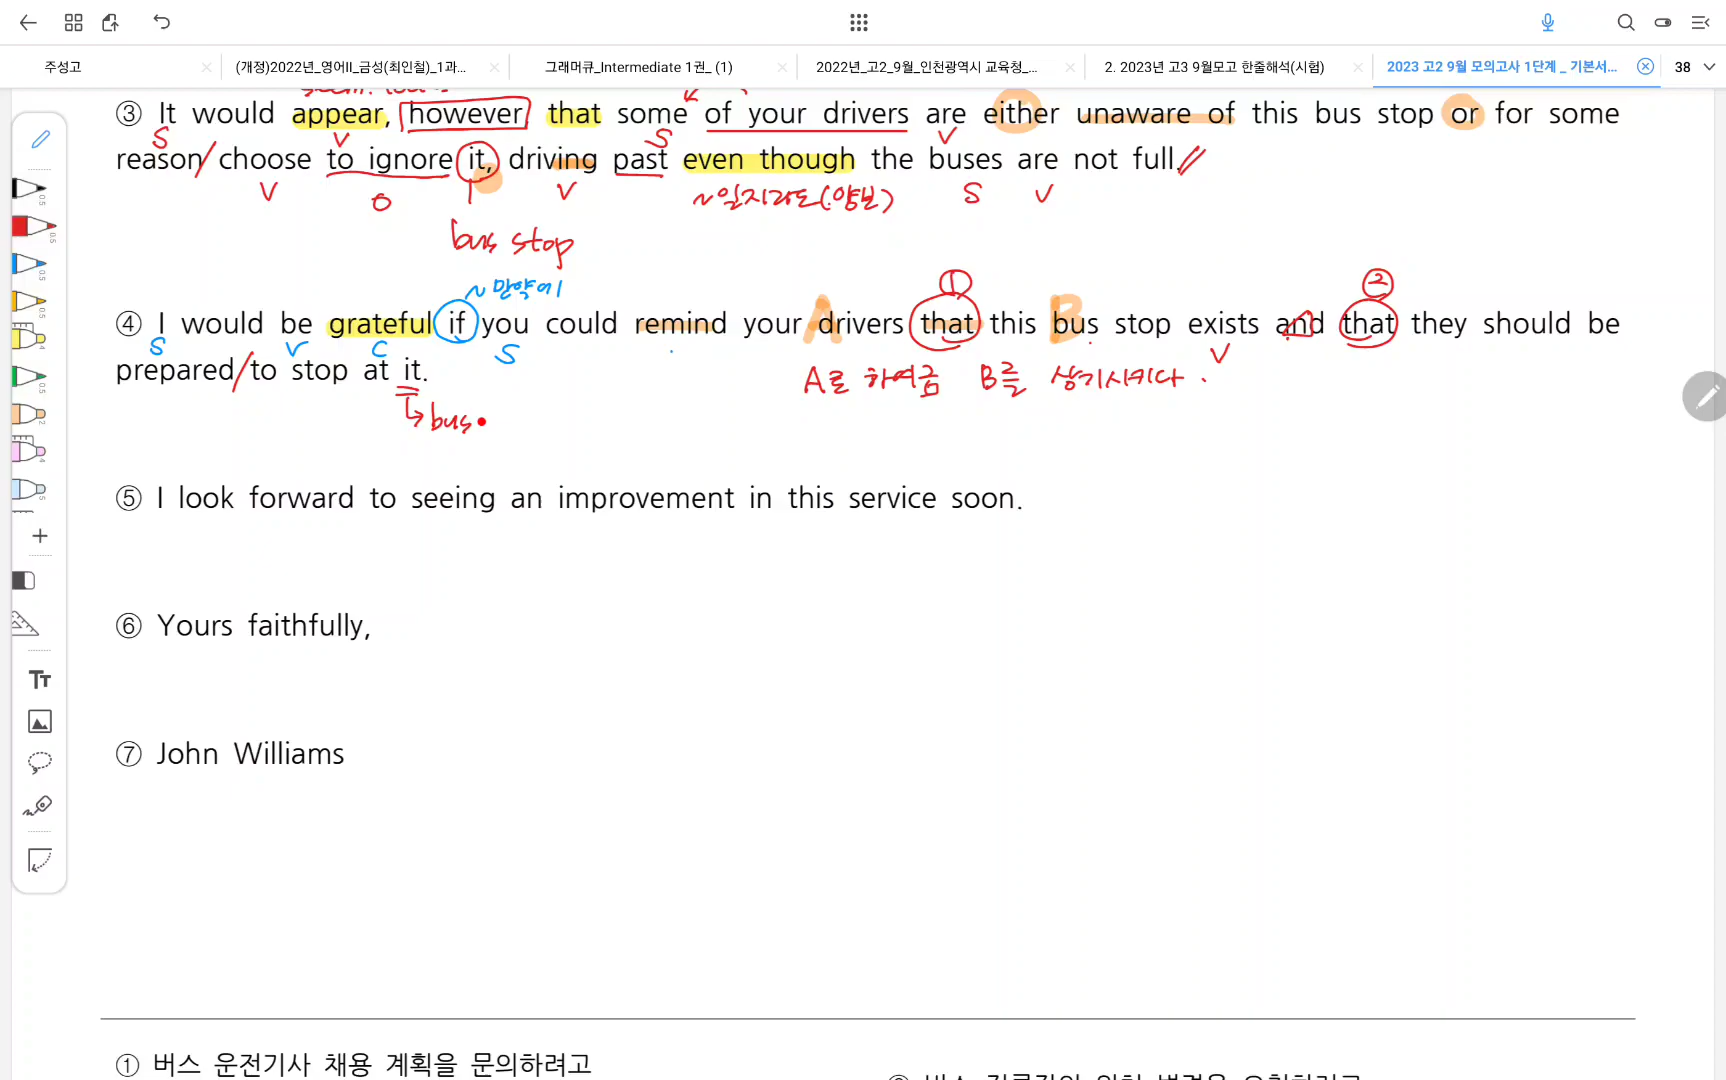 주성고
(개정)2022년_영어II_금성(최인철)_1과...
그래머큐_Intermediate 1권_ (1)
2022년_고2_9월_인천광역시 교육청_...
2. 2023년 고3 9월모고 한줄해석(시험)
2023 고2 9월 모의고사 1단계 _ 기본서...
38
③ It would appear, however, that some of your drivers are either unaware of this bus stop or for some
S V S V
reason/choose to ignore it, driving past even though the buses are not full.//
V O V ~일지라도(양보) S V
bus stop
~만약에 ① ②
④ I would be grateful if you could remind your drivers that this bus stop exists and that they should be
A B
S V C S V
prepared/to stop at it.
A로 하여금 B를 상기시키다.
↳bus
⑤ I look forward to seeing an improvement in this service soon.
⑥ Yours faithfully,
⑦ John Williams
① 버스 운전기사 채용 계획을 문의하려고